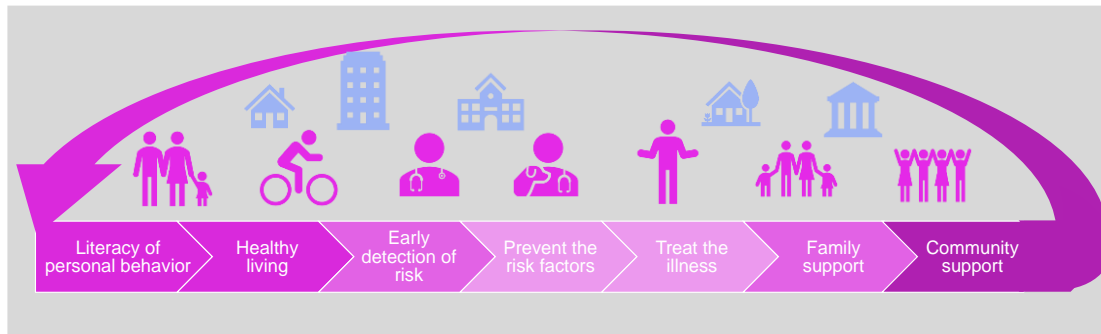 Literacy of
personal behavior
Healthy
living
Early
detection of
risk
Prevent the
risk factors
Treat the
illness
Family
support
Community
support